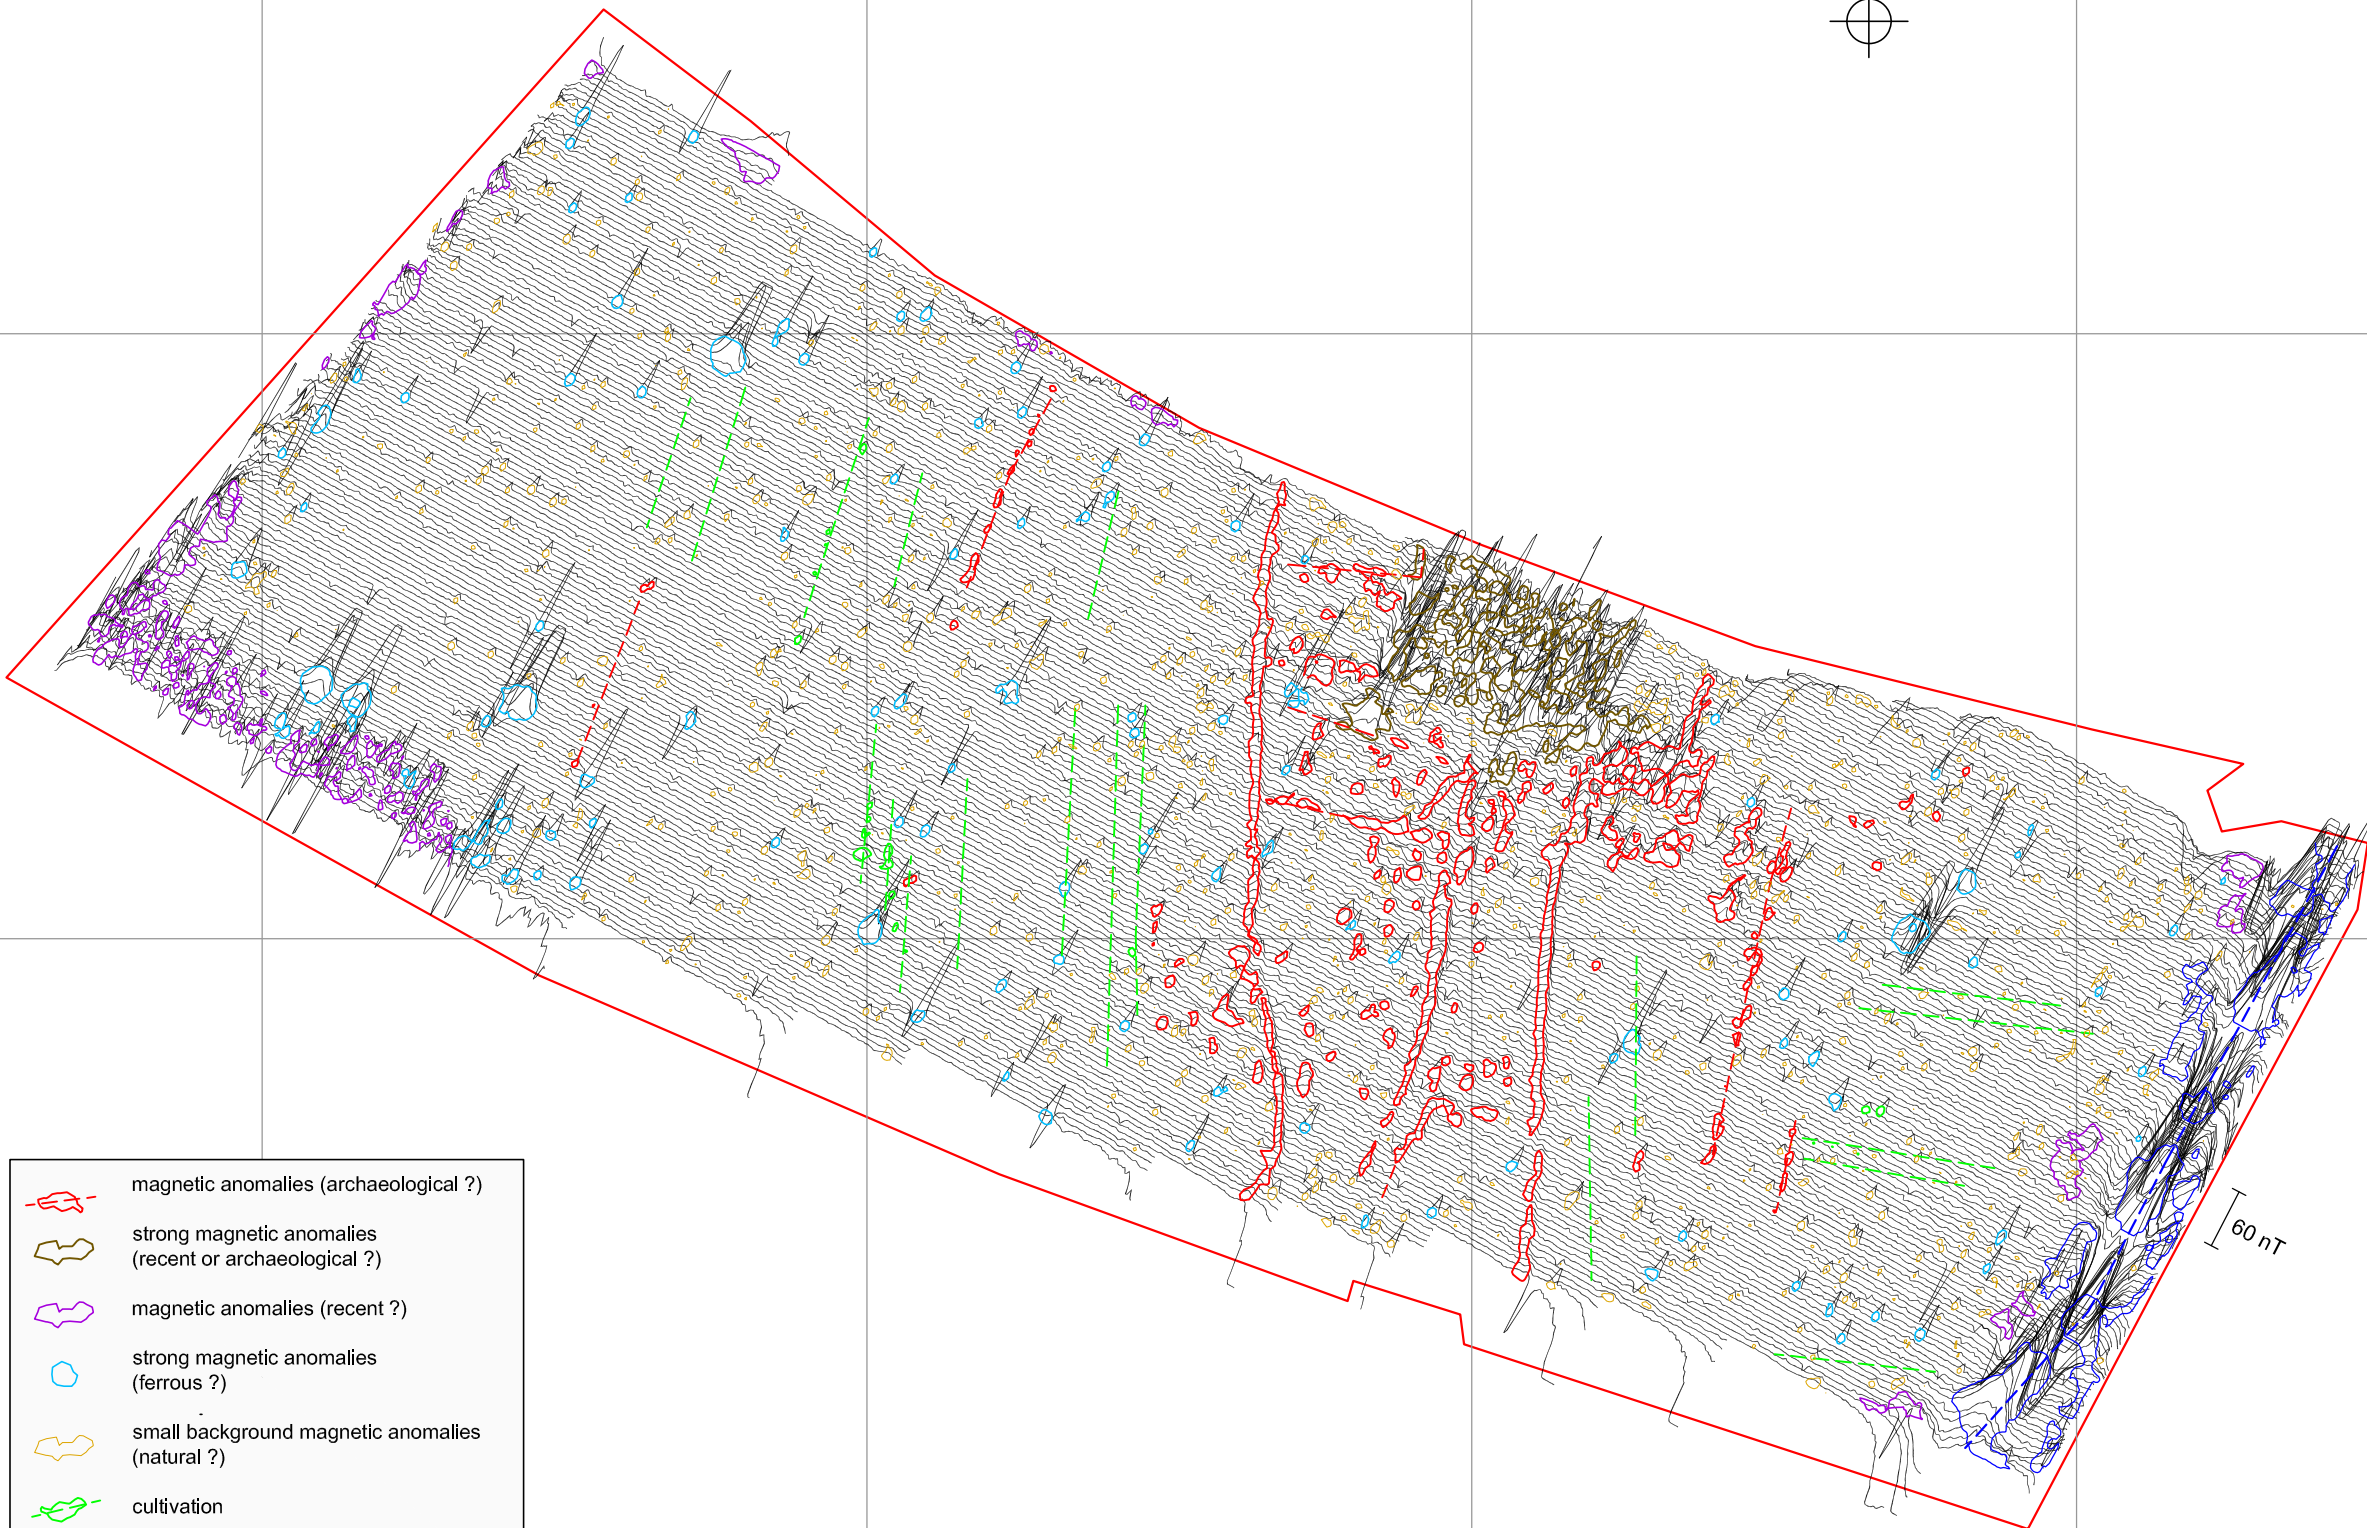 60 nT
magnetic anomalies (archaeological ?)
strong magnetic anomalies
(recent or archaeological ?)
magnetic anomalies (recent ?)
strong magnetic anomalies
(ferrous ?)
small background magnetic anomalies
(natural ?)
cultivation